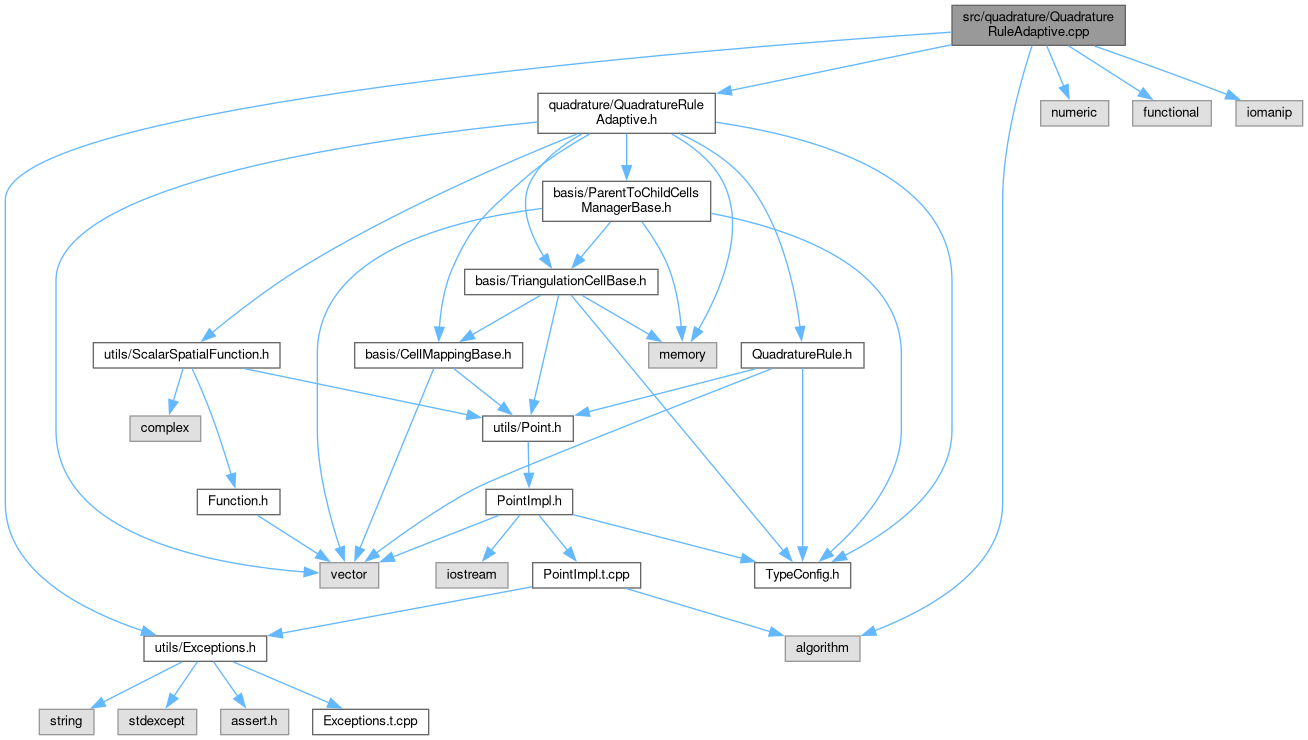 src/quadrature/Quadrature
RuleAdaptive.cpp
quadrature/QuadratureRule
Adaptive.h
numeric
functional
iomanip
basis/ParentToChildCells
ManagerBase.h
basis/TriangulationCellBase.h
utils/ScalarSpatialFunction.h
basis/CellMappingBase.h
memory
QuadratureRule.h
complex
utils/Point.h
Function.h
PointImpl.h
vector
iostream
PointImpl.t.cpp
TypeConfig.h
utils/Exceptions.h
algorithm
string
stdexcept
assert.h
Exceptions.t.cpp